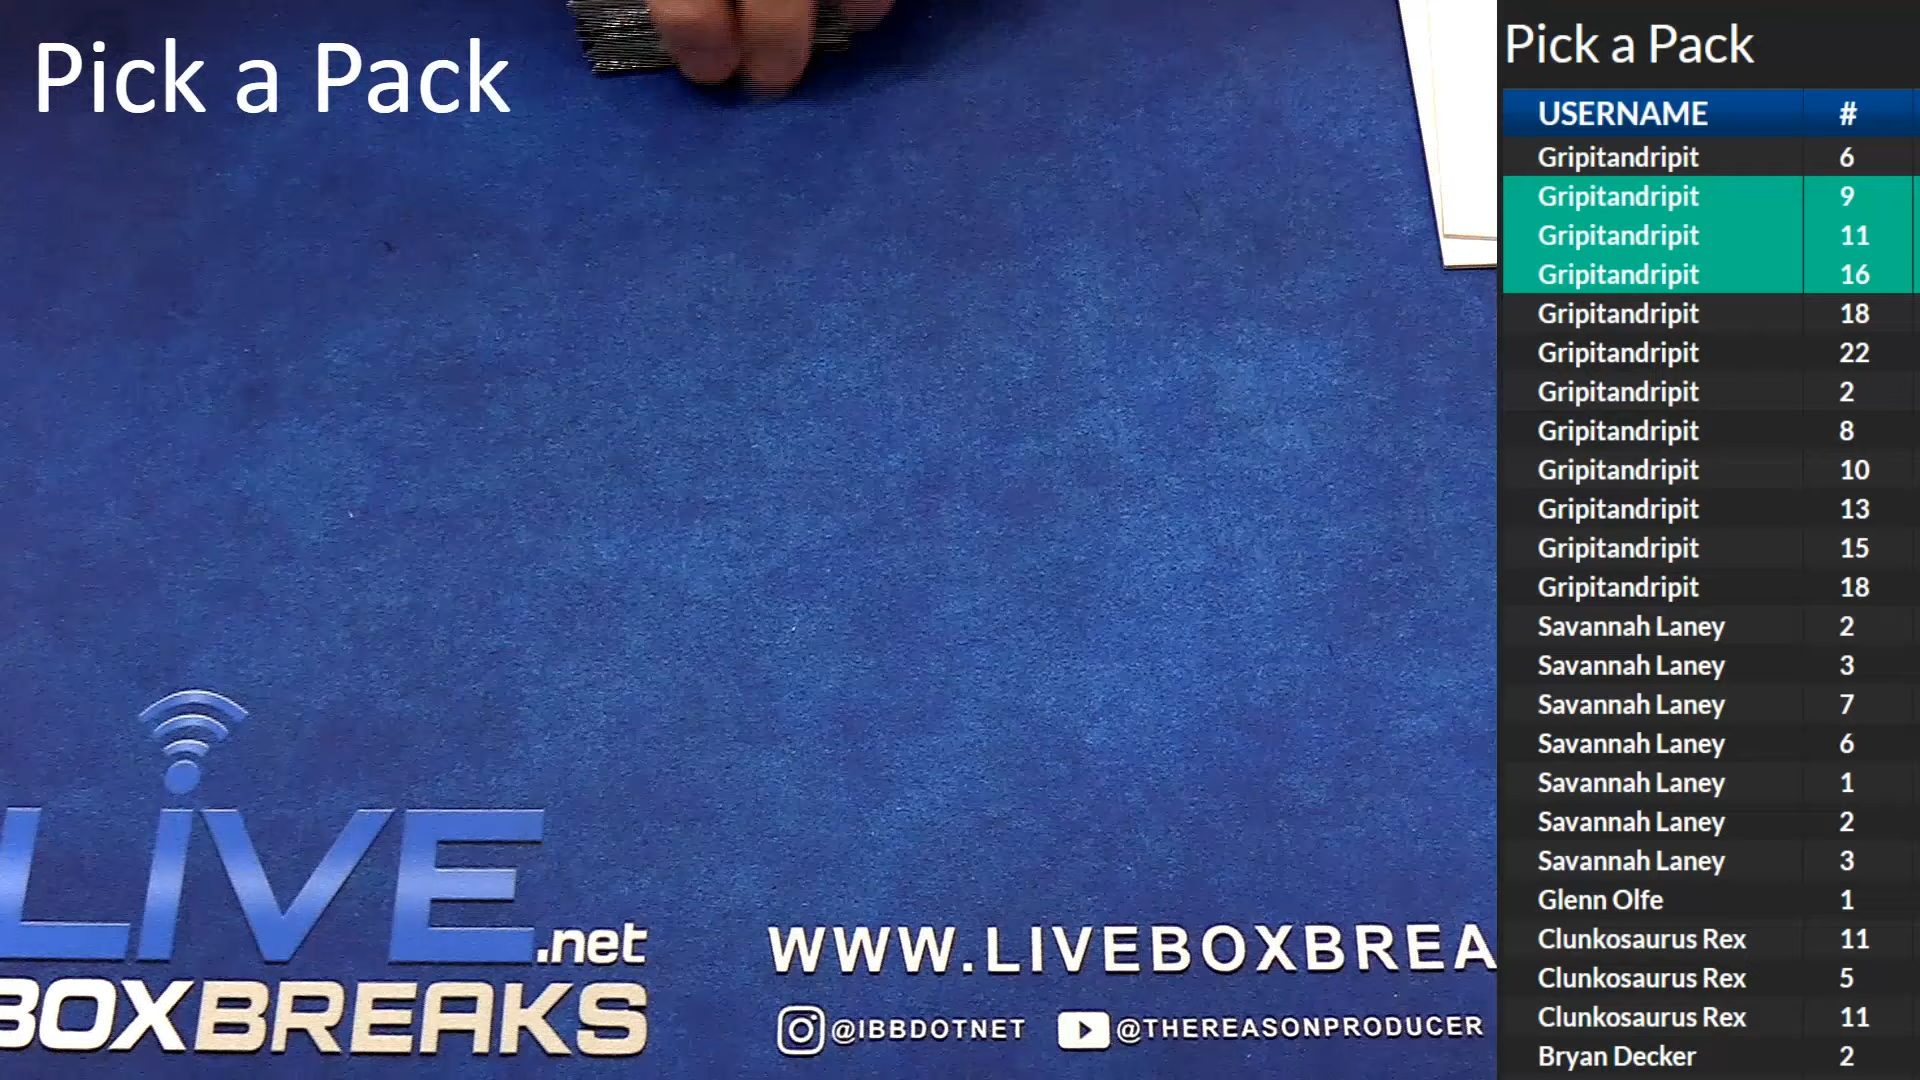 Pick a Pack
LIVE.net
BOXBREAKS
WWW.LIVEBOXBREA
@IBBDOTNET
@THEREASONPRODUCER
Pick a Pack
USERNAME #
Gripitandripit 6
Gripitandripit 9
Gripitandripit 11
Gripitandripit 16
Gripitandripit 18
Gripitandripit 22
Gripitandripit 2
Gripitandripit 8
Gripitandripit 10
Gripitandripit 13
Gripitandripit 15
Gripitandripit 18
Savannah Laney 2
Savannah Laney 3
Savannah Laney 7
Savannah Laney 6
Savannah Laney 1
Savannah Laney 2
Savannah Laney 3
Glenn Olfe 1
Clunkosaurus Rex 11
Clunkosaurus Rex 5
Clunkosaurus Rex 11
Bryan Decker 2